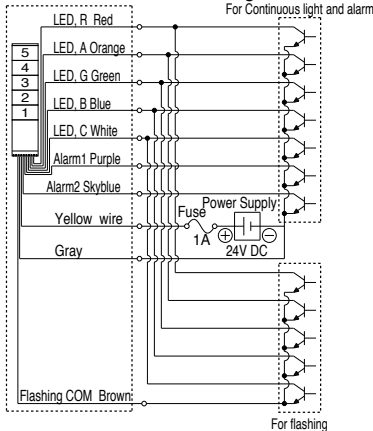 For Continuous light and alarm
LED, R Red
LED, A Orange
LED, G Green
LED, B Blue
LED, C White
Alarm1 Purple
Alarm2 Skyblue
Yellow wire
Gray
5
4
3
2
1
Fuse
1A
Power Supply
+ −
24V DC
Flashing COM Brown
For flashing